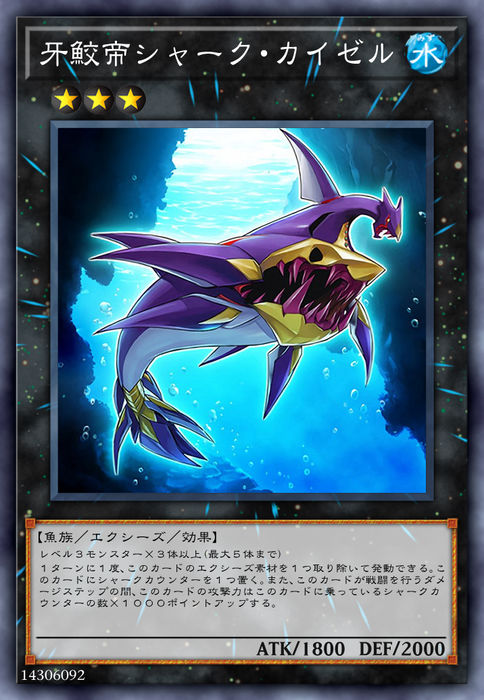 牙鮫帝シャーク・カイゼル
みず
水
【魚族／エクシーズ／効果】
レベル３モンスター×３体以上(最大５体まで)
１ターンに１度、このカードのエクシーズ素材を１つ取り除いて発動できる。こ
のカードにシャークカウンターを１つ置く。また、このカードが戦闘を行うダメ
ージステップの間、このカードの攻撃力はこのカードに乗っているシャークカ
ウンターの数×１０００ポイントアップする。
ATK/1800 DEF/2000
14306092